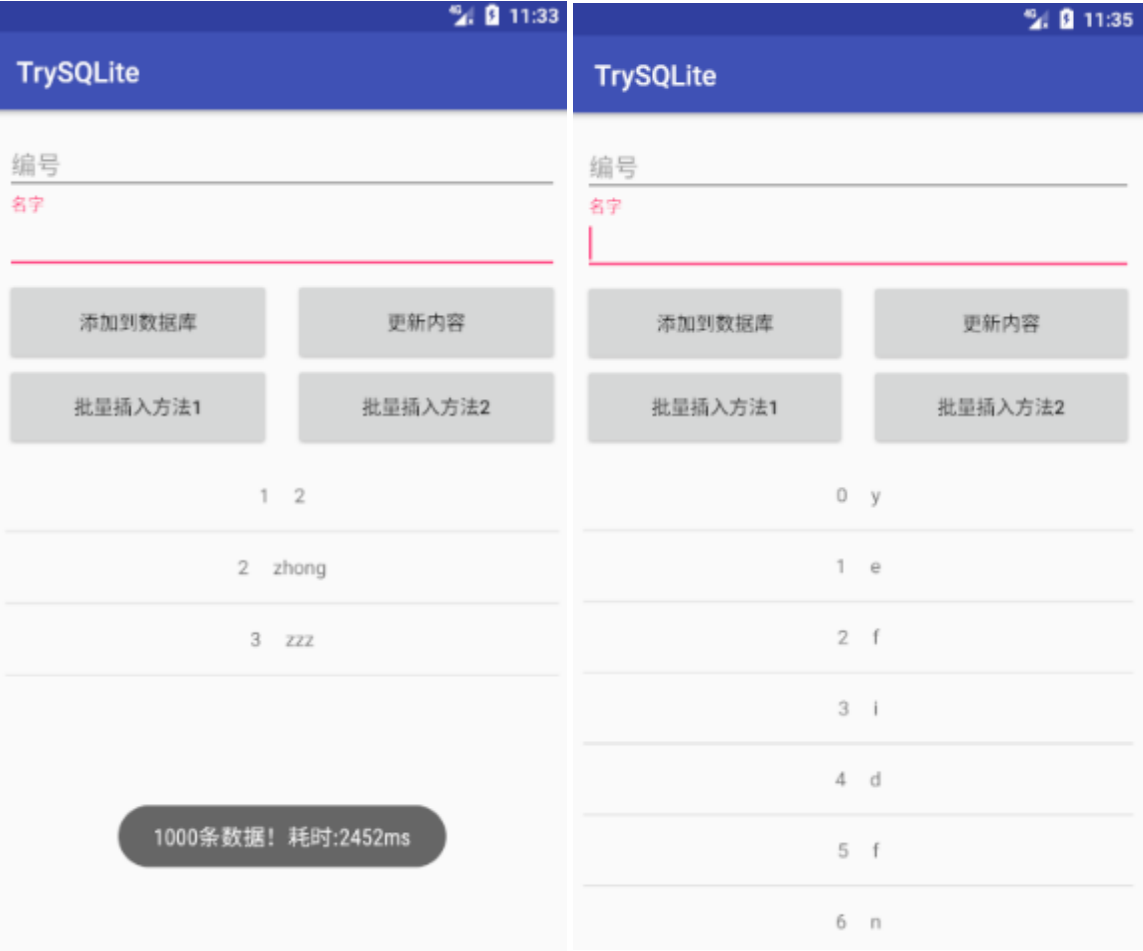 4G 11:33
TrySQLite
编号
名字
添加到数据库 更新内容
批量插入方法1 批量插入方法2
1 2
2 zhong
3 zzz
1000条数据！耗时:2452ms
4G 11:35
TrySQLite
编号
名字
添加到数据库 更新内容
批量插入方法1 批量插入方法2
0 y
1 e
2 f
3 i
4 d
5 f
6 n